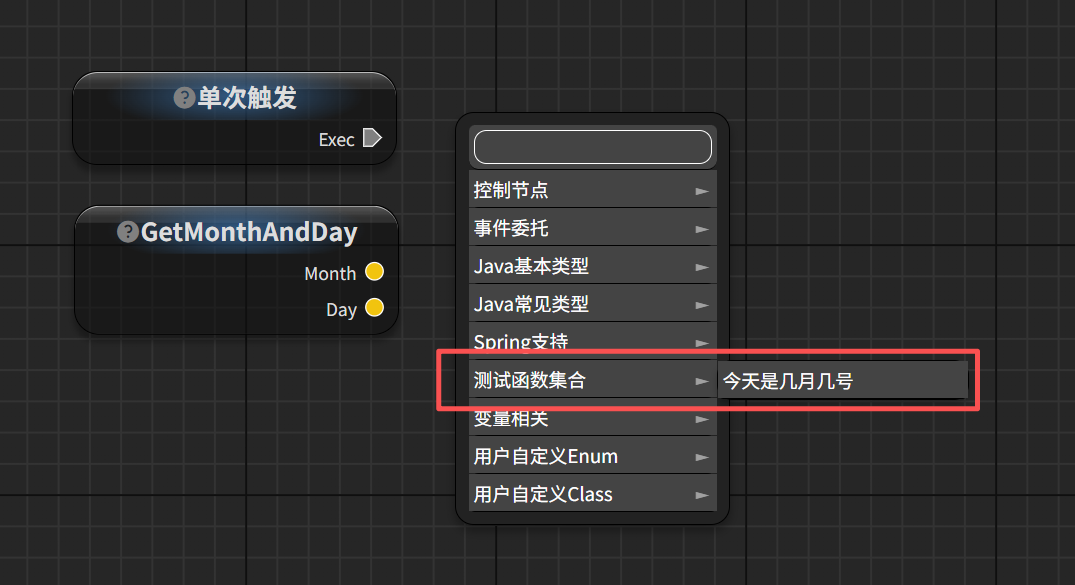 单次触发
Exec
GetMonthAndDay
Month
Day
控制节点
事件委托
Java基本类型
Java常见类型
Spring支持
测试函数集合
今天是几月几号
变量相关
用户自定义Enum
用户自定义Class